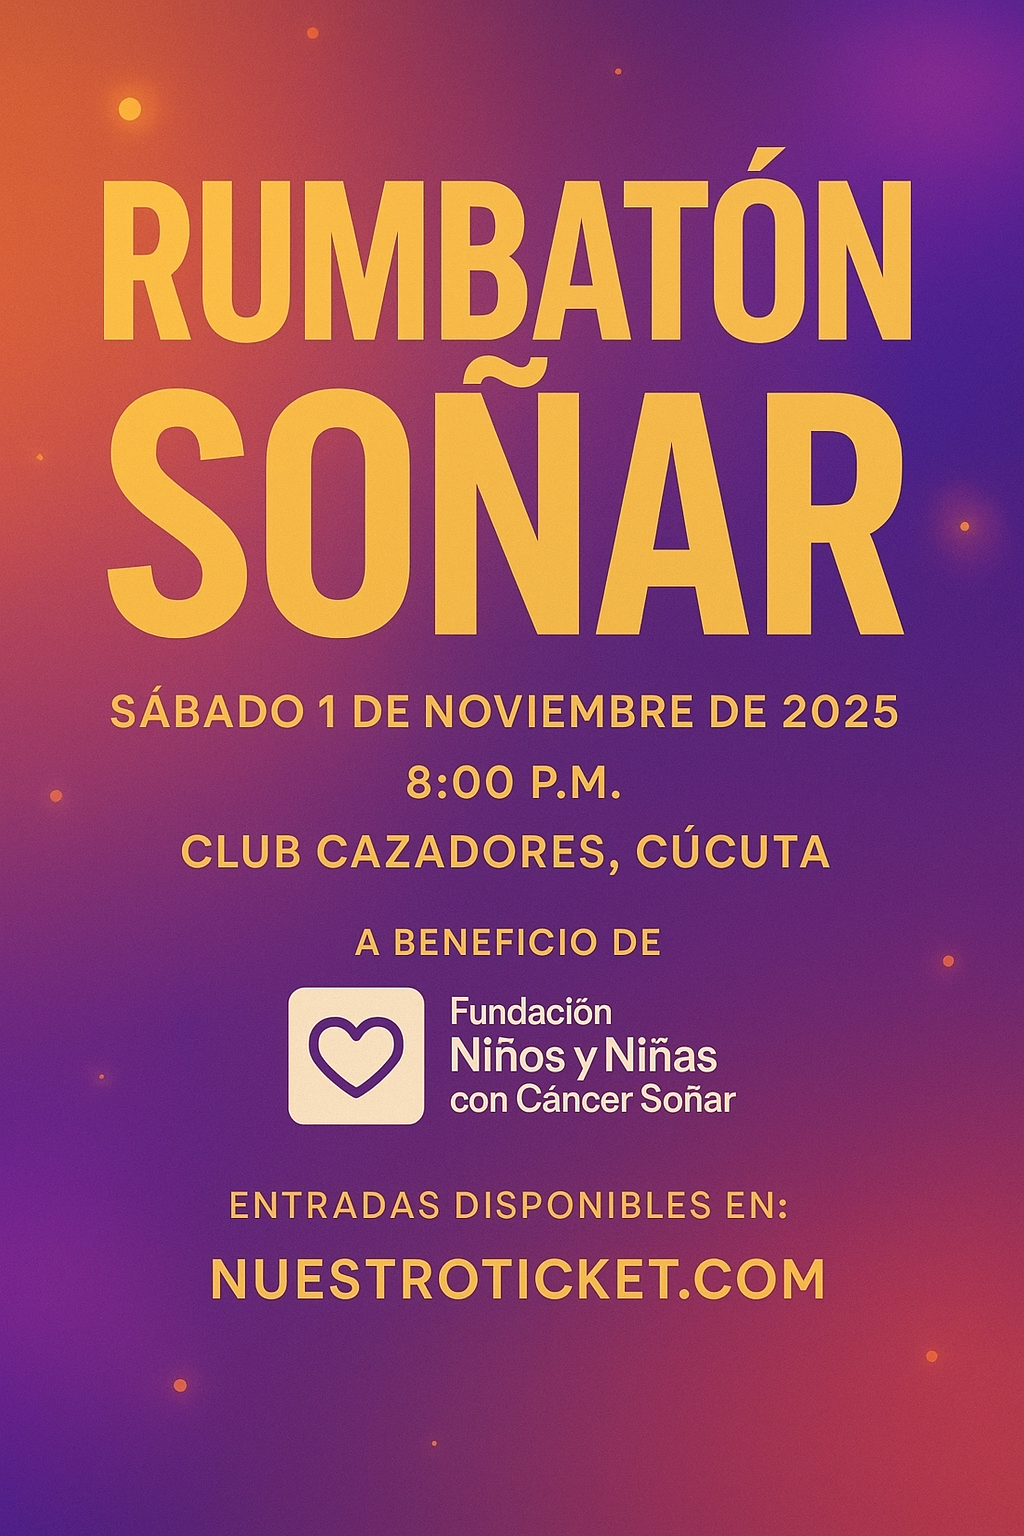 RUMBATÓN
SOÑAR
SÁBADO 1 DE NOVIEMBRE DE 2025
8:00 P.M.
CLUB CAZADORES, CÚCUTA
A BENEFICIO DE
Fundaciõn
Niños y Niñas
con Cáncer Soñar
ENTRADAS DISPONIBLES EN:
NUESTROTICKET.COM